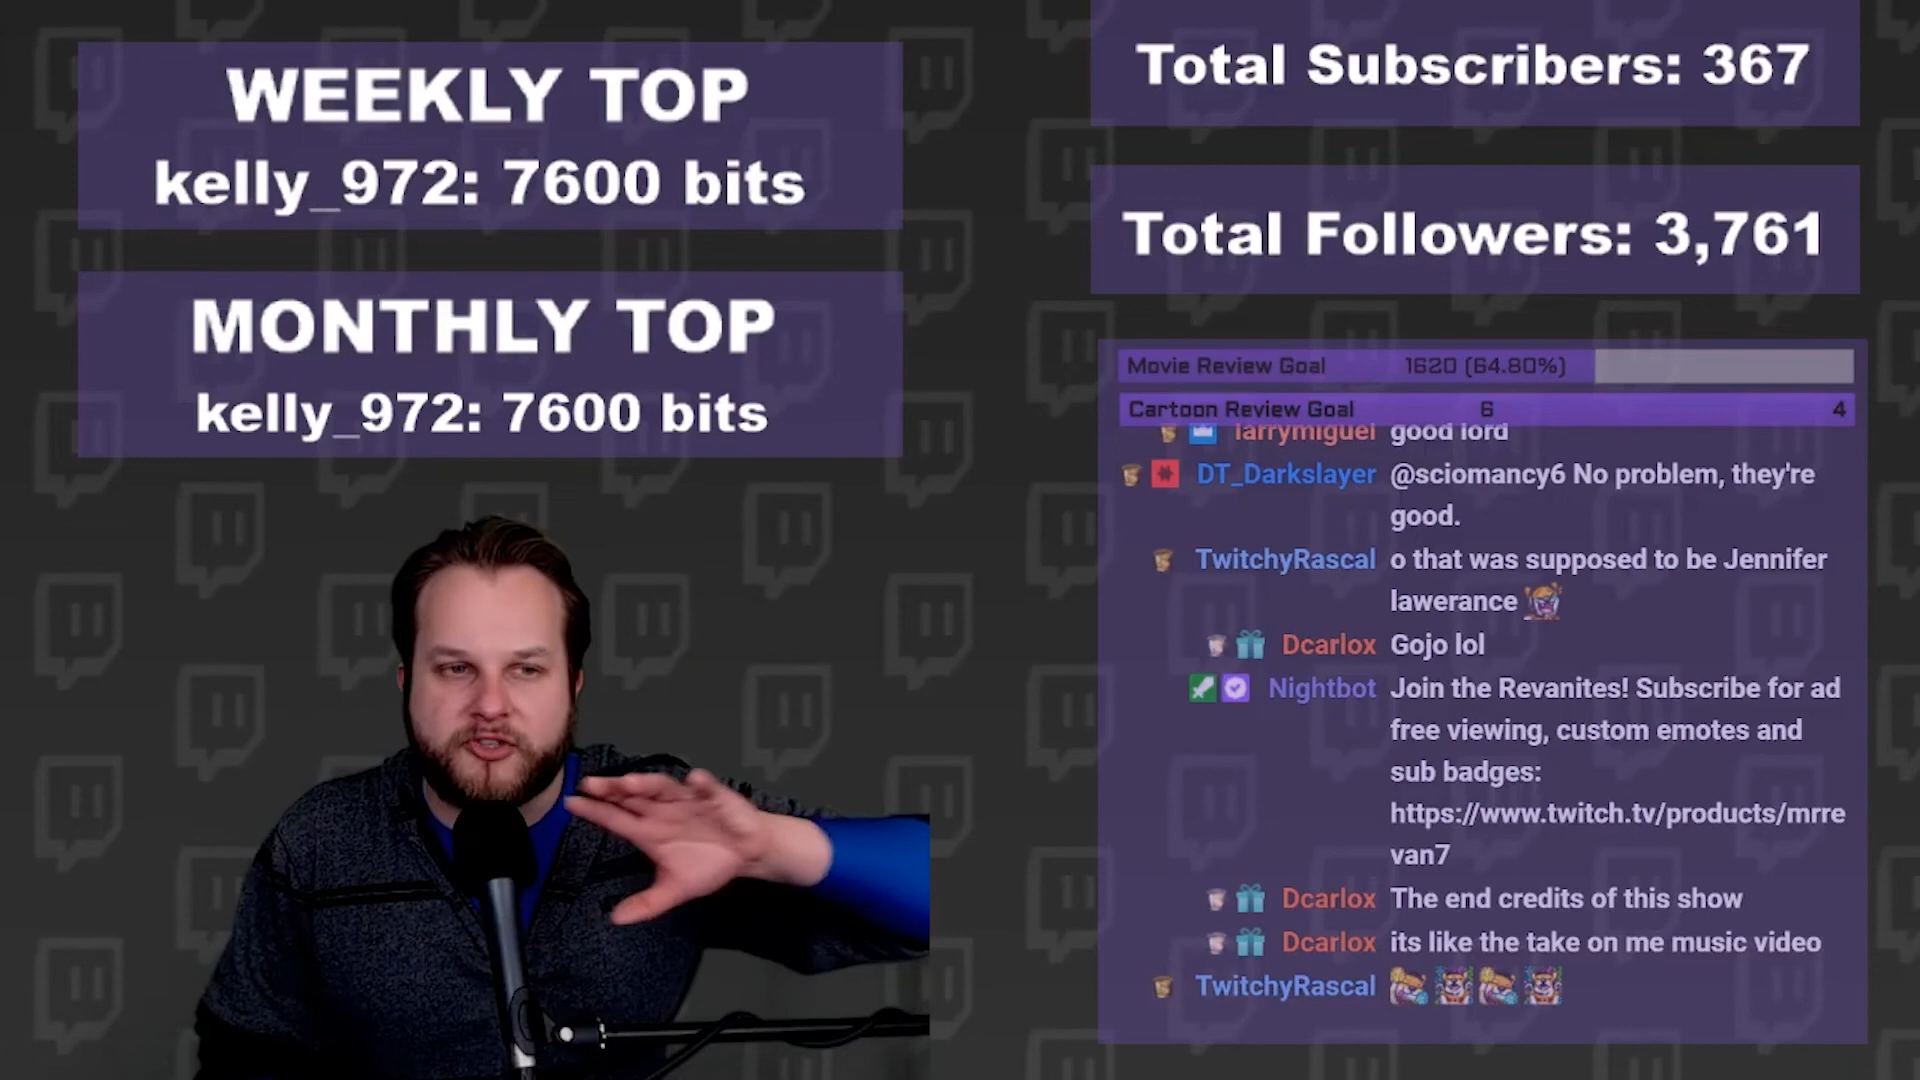 WEEKLY TOP
kelly_972: 7600 bits
MONTHLY TOP
kelly_972: 7600 bits
Total Subscribers: 367
Total Followers: 3,761
Movie Review Goal 1620 (64.80%)
Cartoon Review Goal 6 4
larrymiguel good lord
DT_Darkslayer @sciomancy6 No problem, they're
good.
TwitchyRascal o that was supposed to be Jennifer
lawerance
Dcarlox Gojo lol
Nightbot Join the Revanites! Subscribe for ad
free viewing, custom emotes and
sub badges:
https://www.twitch.tv/products/mrre
van7
Dcarlox The end credits of this show
Dcarlox its like the take on me music video
TwitchyRascal